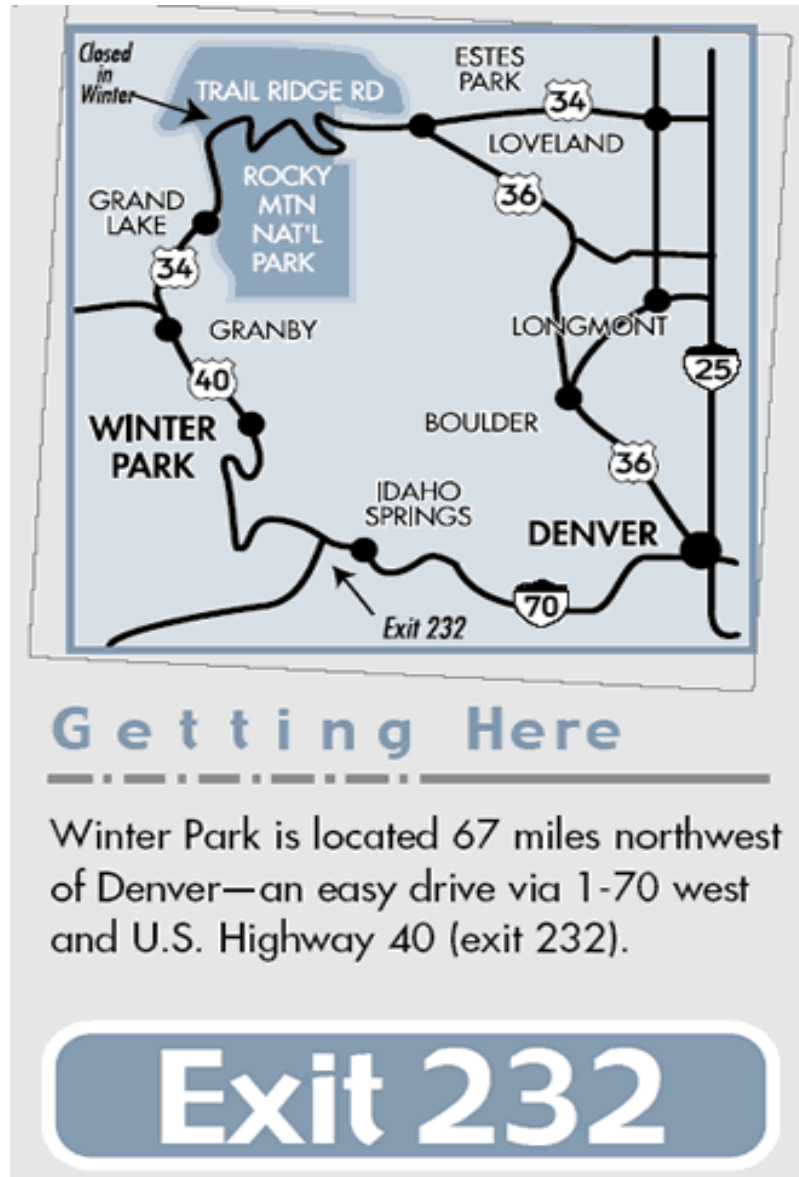 Closed
in
Winter
TRAIL RIDGE RD
ESTES
PARK
34
LOVELAND
36
ROCKY
MTN
NAT'L
PARK
GRAND
LAKE
34
GRANBY
LONGMONT
25
40
WINTER
PARK
BOULDER
36
IDAHO
SPRINGS
DENVER
70
Exit 232
Getting Here
Winter Park is located 67 miles northwest
of Denver—an easy drive via 1-70 west
and U.S. Highway 40 (exit 232).
Exit 232